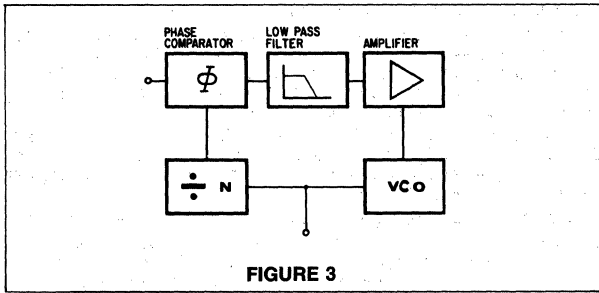 PHASE
COMPARATOR
LOW PASS
FILTER
AMPLIFIER
Φ
÷ N
VCO
FIGURE 3